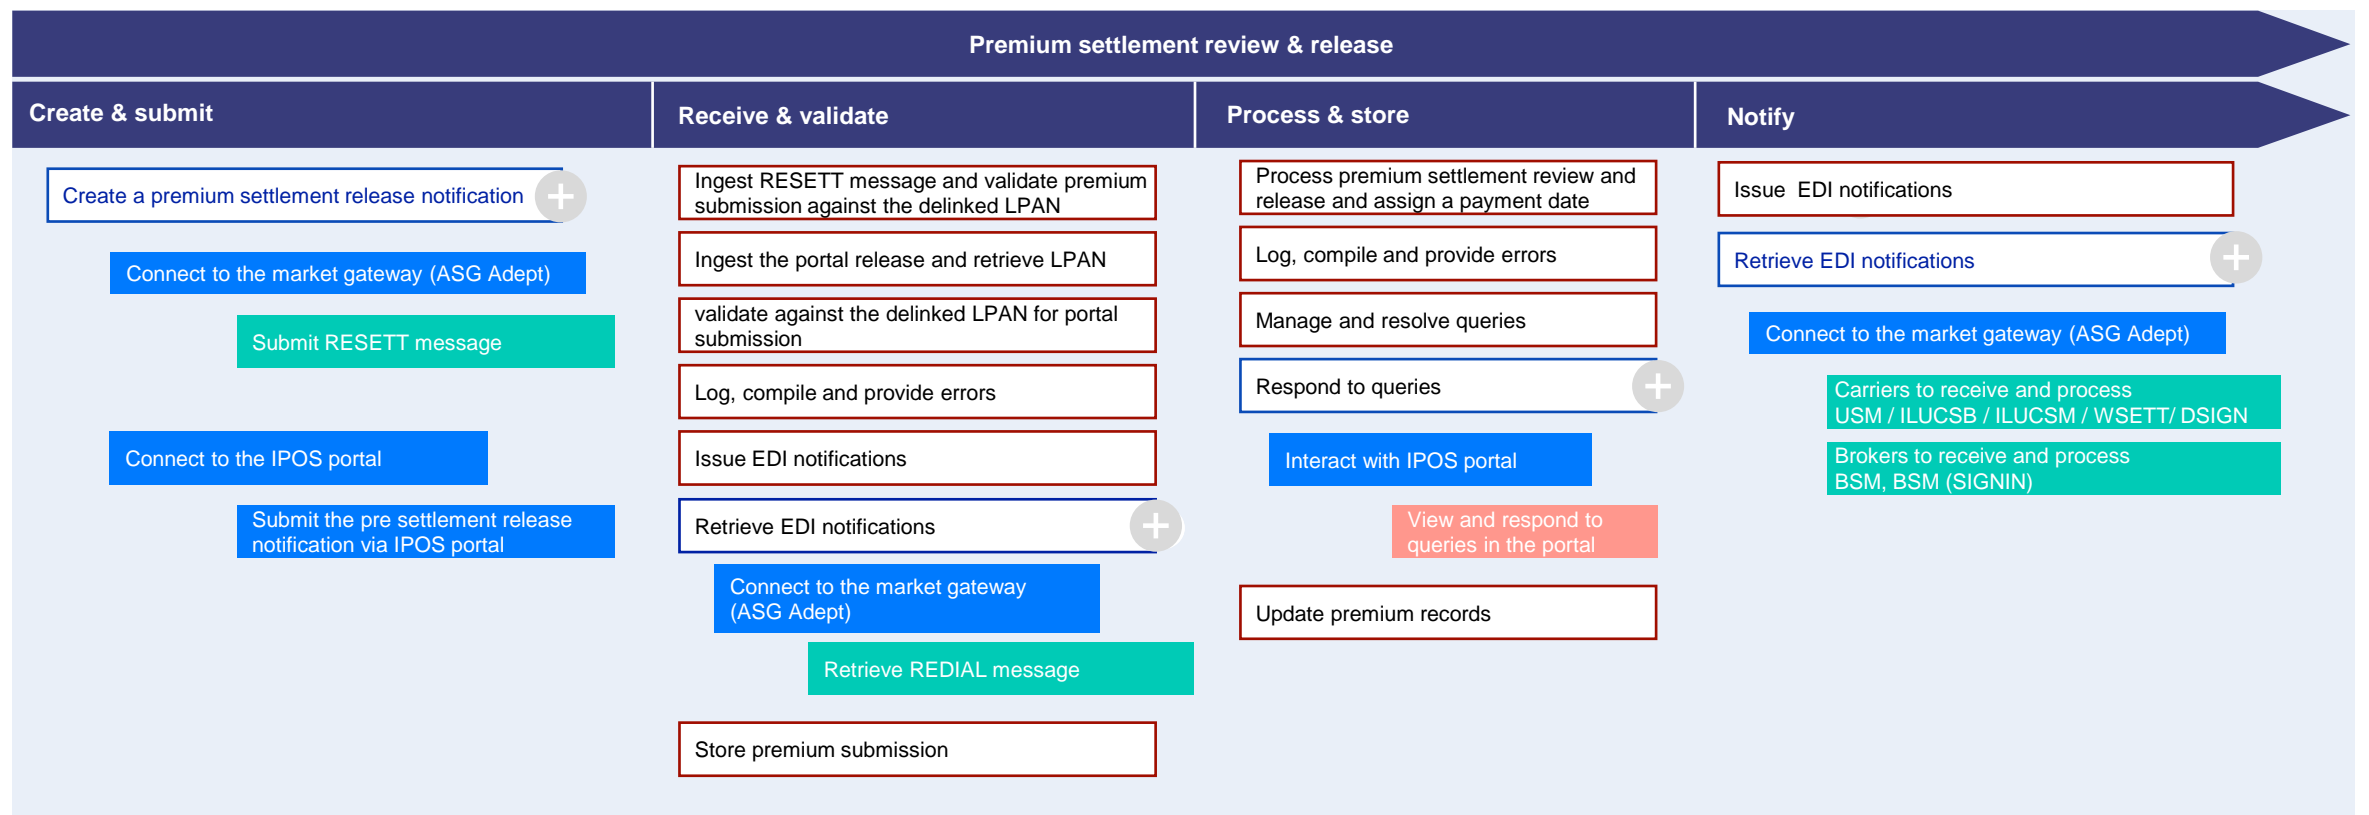 Premium settlement review & release
Create & submit
Receive & validate
Process & store
Notify
Create a premium settlement release notification
Connect to the market gateway (ASG Adept)
Submit RESETT message
Connect to the IPOS portal
Submit the pre settlement release
notification via IPOS portal
Ingest RESETT message and validate premium
submission against the delinked LPAN
Ingest the portal release and retrieve LPAN
validate against the delinked LPAN for portal
submission
Log, compile and provide errors
Issue EDI notifications
Retrieve EDI notifications
Connect to the market gateway
(ASG Adept)
Retrieve REDIAL message
Store premium submission
Process premium settlement review and
release and assign a payment date
Log, compile and provide errors
Manage and resolve queries
Respond to queries
Interact with IPOS portal
View and respond to
queries in the portal
Update premium records
Issue  EDI notifications
Retrieve EDI notifications
Connect to the market gateway (ASG Adept)
Carriers to receive and process
USM / ILUCSB / ILUCSM / WSETT/ DSIGN
Brokers to receive and process
BSM, BSM (SIGNIN)